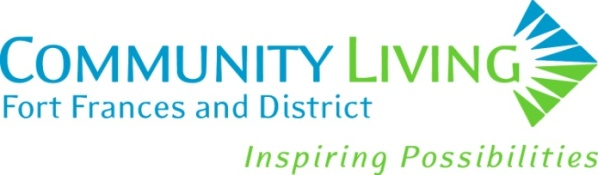 COMMUNITY LIVING
Fort Frances and District
Inspiring Possibilities